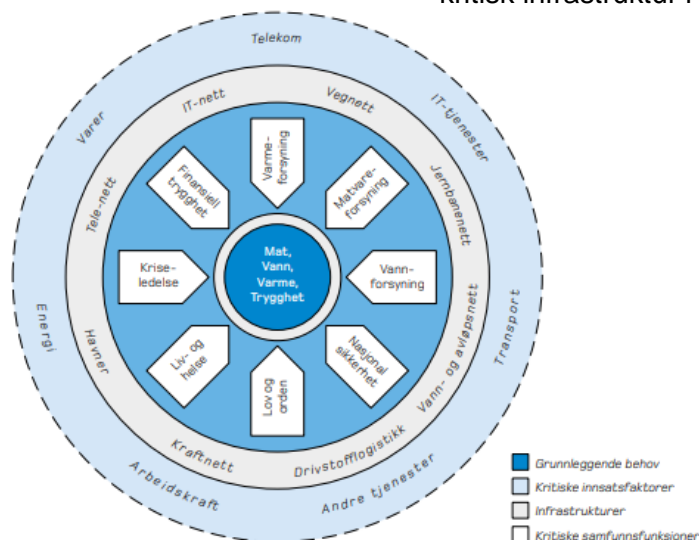 kritisk infrastruktur
Telekom
IT-nett
Vegnett
Varer
IT-tjenester
Varme-
forsyning
Finansiell
trygghet
Matvare-
forsyning
Tele-nett
Jernbanenett
Krise-
ledelse
Mat,
Vann,
Varme,
Trygghet
Vann-
forsyning
Energi
Havner
Liv- og
helse
Lov og
orden
Nasjonal
sikkerhet
Vann- og avløpsnett
Transport
Kraftnett
Drivstofflogistikk
Arbeidskraft
Andre tjenester
Grunnleggende behov
Kritiske innsatsfaktorer
Infrastrukturer
Kritiske samfunnsfunksjoner